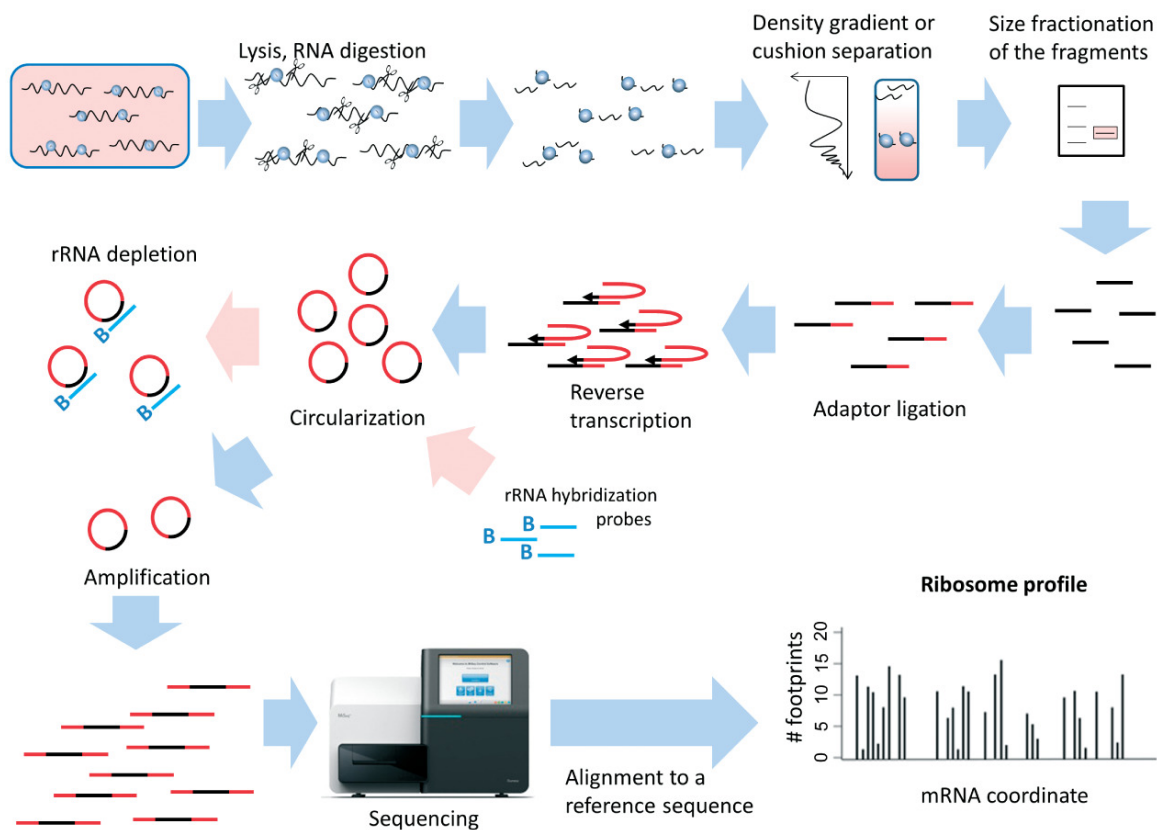 Lysis, RNA digestion
Density gradient or
cushion separation
Size fractionation
of the fragments
rRNA depletion
B
B
B
Circularization
Reverse
transcription
Adaptor ligation
rRNA hybridization
probes
B
B
B
Amplification
Sequencing
Alignment to a
reference sequence
Ribosome profile
# footprints
20
15
10
5
0
mRNA coordinate